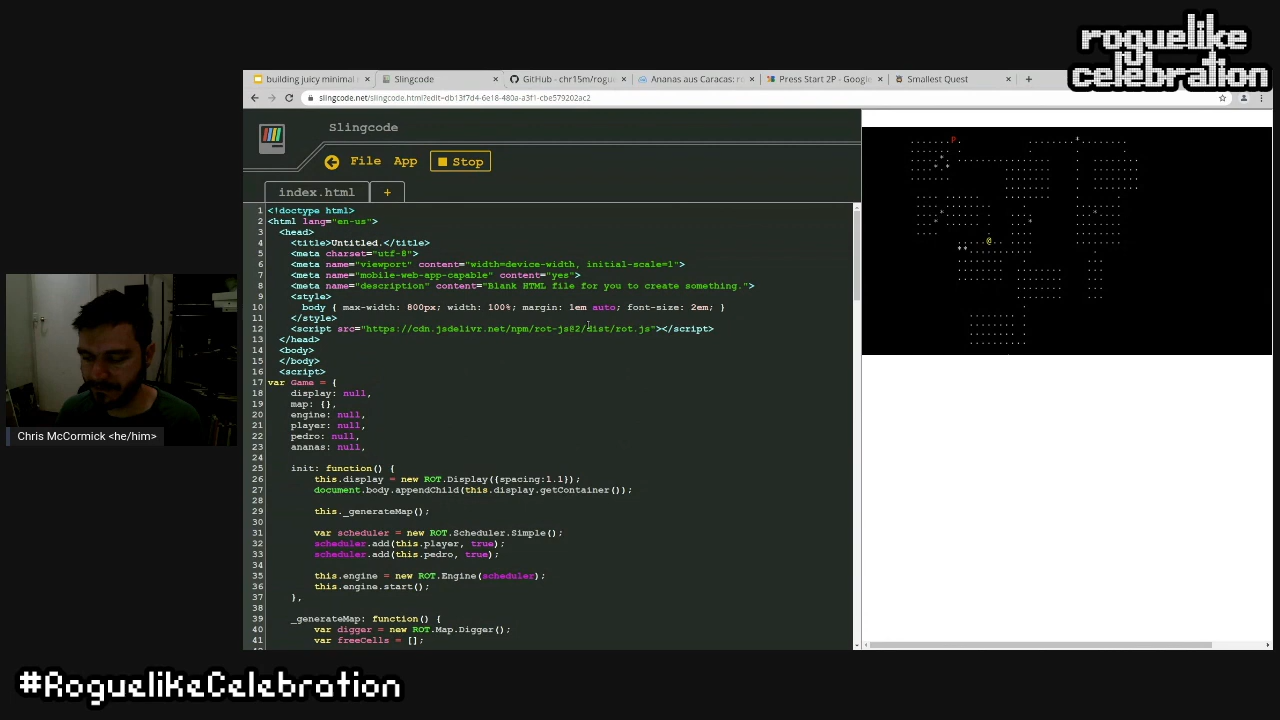 roguelike
celebration
building juicy minimal
Slingcode
GitHub - chr15m/rogu
Ananas aus Caracas: ro
Press Start 2P - Google
Smallest Quest
slingcode.net/slingcode.html?edit=db13f7d4-6e18-480a-a3f1-cbe579202ac2
Slingcode
File App Stop
index.html +
1 <!doctype html>
2 <html lang="en-us">
3 <head>
4 <title>Untitled.</title>
5 <meta charset="utf-8">
6 <meta name="viewport" content="width=device-width, initial-scale=1">
7 <meta name="mobile-web-app-capable" content="yes">
8 <meta name="description" content="Blank HTML file for you to create something.">
9 <style>
10 body { max-width: 800px; width: 100%; margin: 1em auto; font-size: 2em; }
11 </style>
12 <script src="https://cdn.jsdelivr.net/npm/rot-js@2/dist/rot.js"></script>
13 </head>
14 <body>
15 </body>
16 <script>
17 var Game = {
18 display: null,
19 map: {},
20 engine: null,
21 player: null,
22 pedro: null,
23 ananas: null,
24
25 init: function() {
26 this.display = new ROT.Display({spacing:1.1});
27 document.body.appendChild(this.display.getContainer());
28
29 this._generateMap();
30
31 var scheduler = new ROT.Scheduler.Simple();
32 scheduler.add(this.player, true);
33 scheduler.add(this.pedro, true);
34
35 this.engine = new ROT.Engine(scheduler);
36 this.engine.start();
37 },
38
39 _generateMap: function() {
40 var digger = new ROT.Map.Digger();
41 var freeCells = [];
Chris McCormick <he/him>
#RoguelikeCelebration